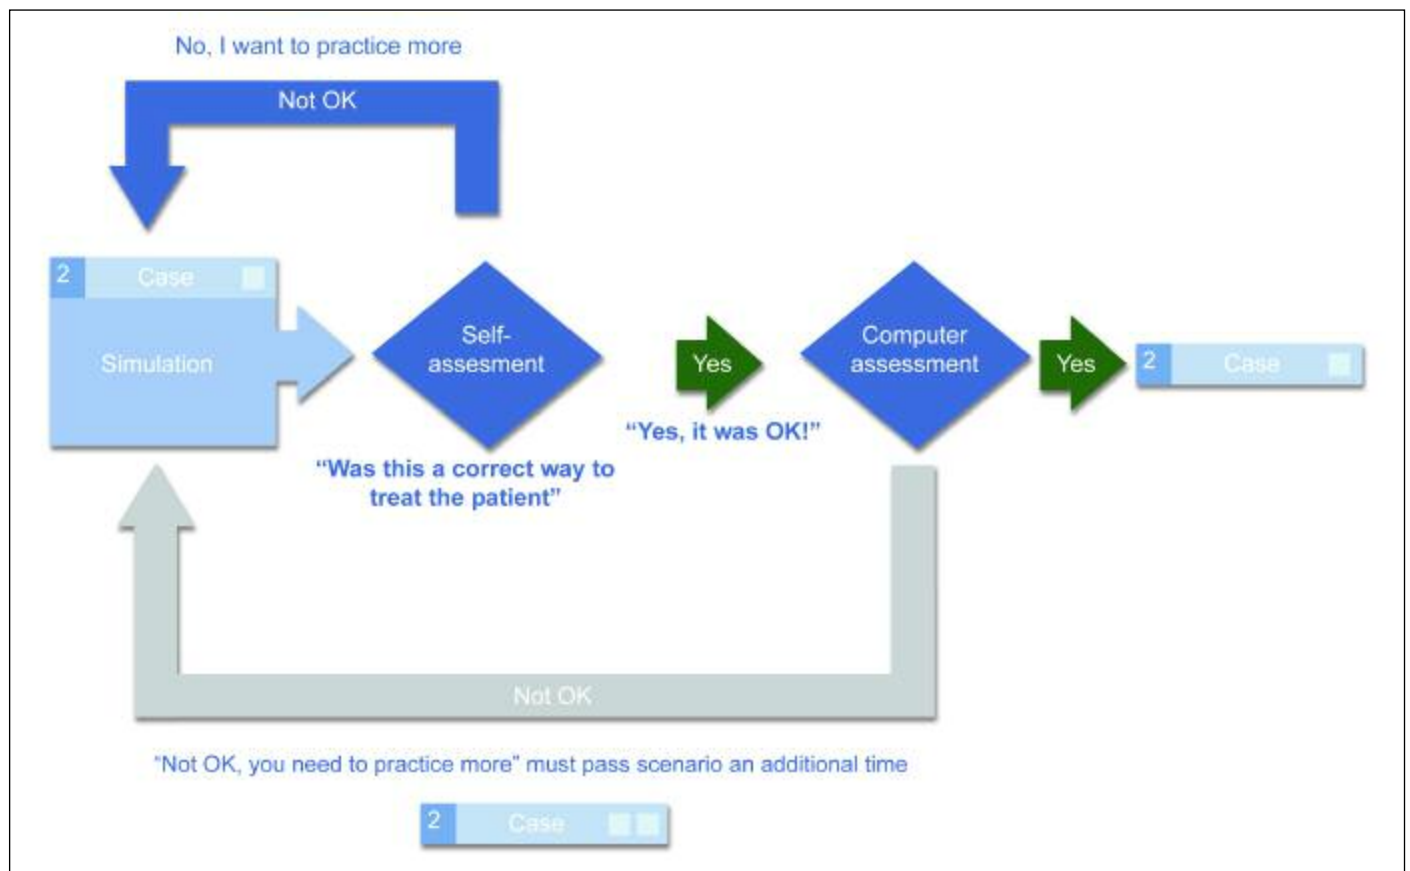 No, I want to practice more
Not OK
2 Case
Simulation
Self-
assesment
"Was this a correct way to
treat the patient"
Yes
"Yes, it was OK!"
Computer
assessment
Yes
2 Case
Not OK
"Not OK, you need to practice more" must pass scenario an additional time
2 Case